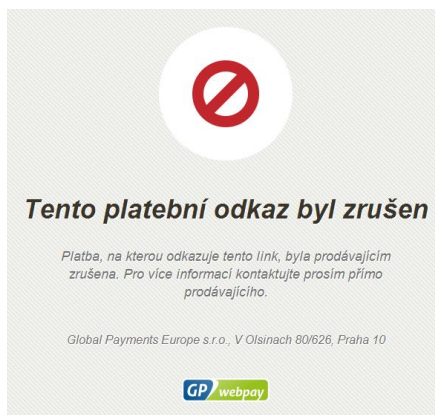 Tento platební odkaz byl zrušen
Platba, na kterou odkazuje tento link, byla prodávajícím
zrušena. Pro více informací kontaktujte prosím přímo
prodávajícího.
Global Payments Europe s.r.o., V Olsinach 80/626, Praha 10
GP webpay